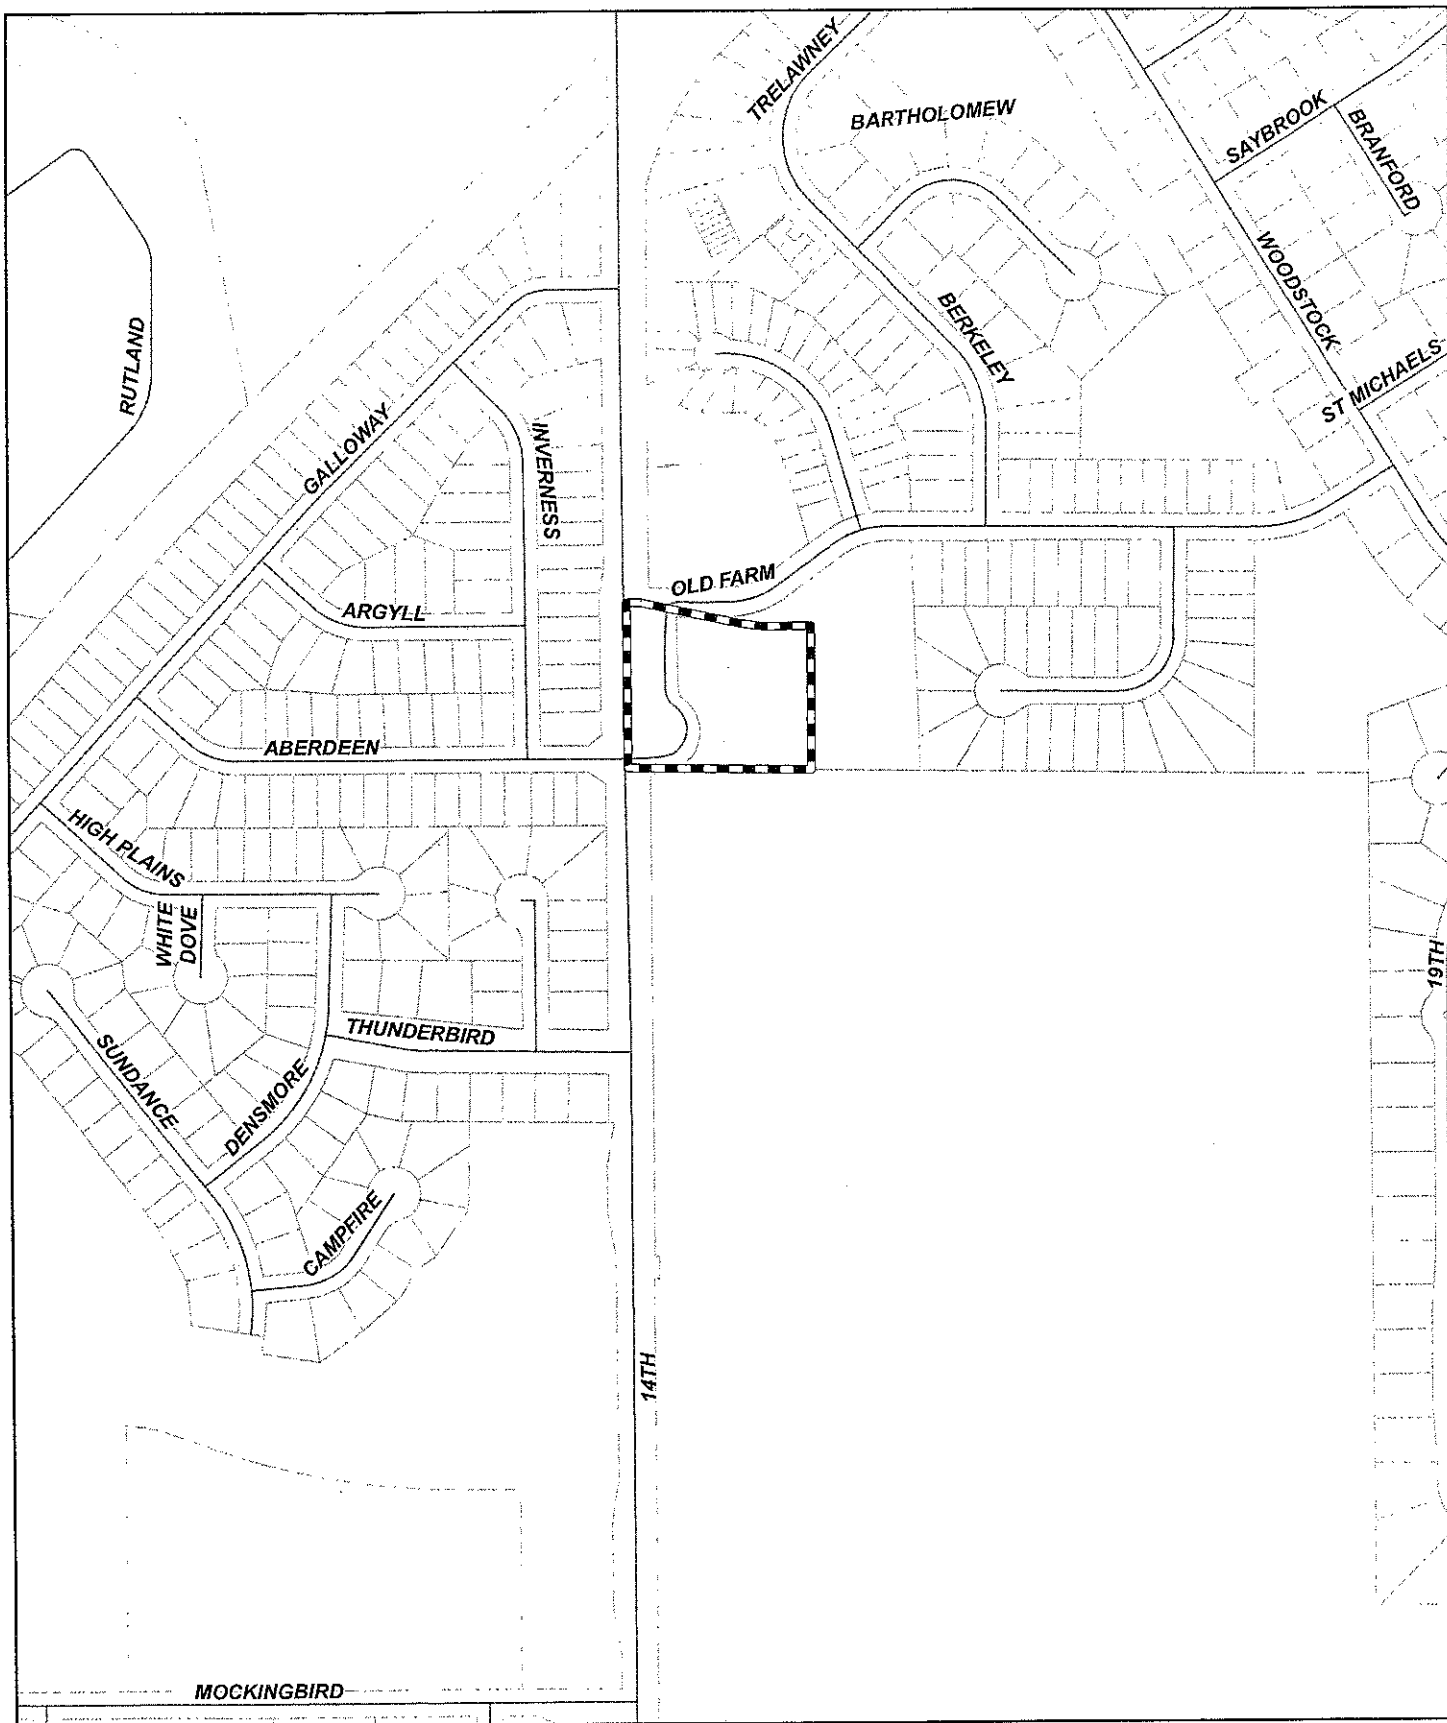 TRELAWNEY
BARTHOLOMEW
SAYBROOK
BRANFORD
WOODSTOCK
RUTLAND
BERKELEY
ST MICHAELS
GALLOWAY
INVERNESS
OLD FARM
ARGYLL
ABERDEEN
HIGH PLAINS
WHITE
DOVE
19TH
THUNDERBIRD
SUNDANCE
DENSMORE
CAMPFIRE
14TH
MOCKINGBIRD